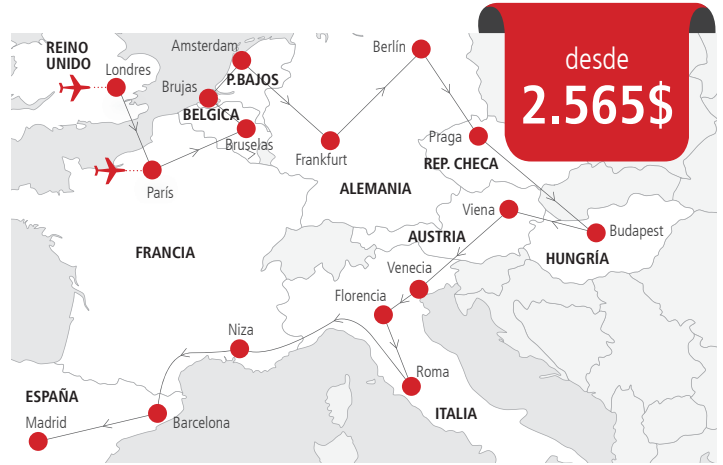 REINO
UNIDO
Londres
Amsterdam
P.BAJOS
Brujas
BELGICA
Bruselas
París
Berlín
Frankfurt
ALEMANIA
Praga
REP. CHECA
desde
2.565$
Viena
AUSTRIA
Budapest
HUNGRÍA
FRANCIA
Venecia
Florencia
Niza
Roma
ITALIA
ESPAÑA
Madrid
Barcelona